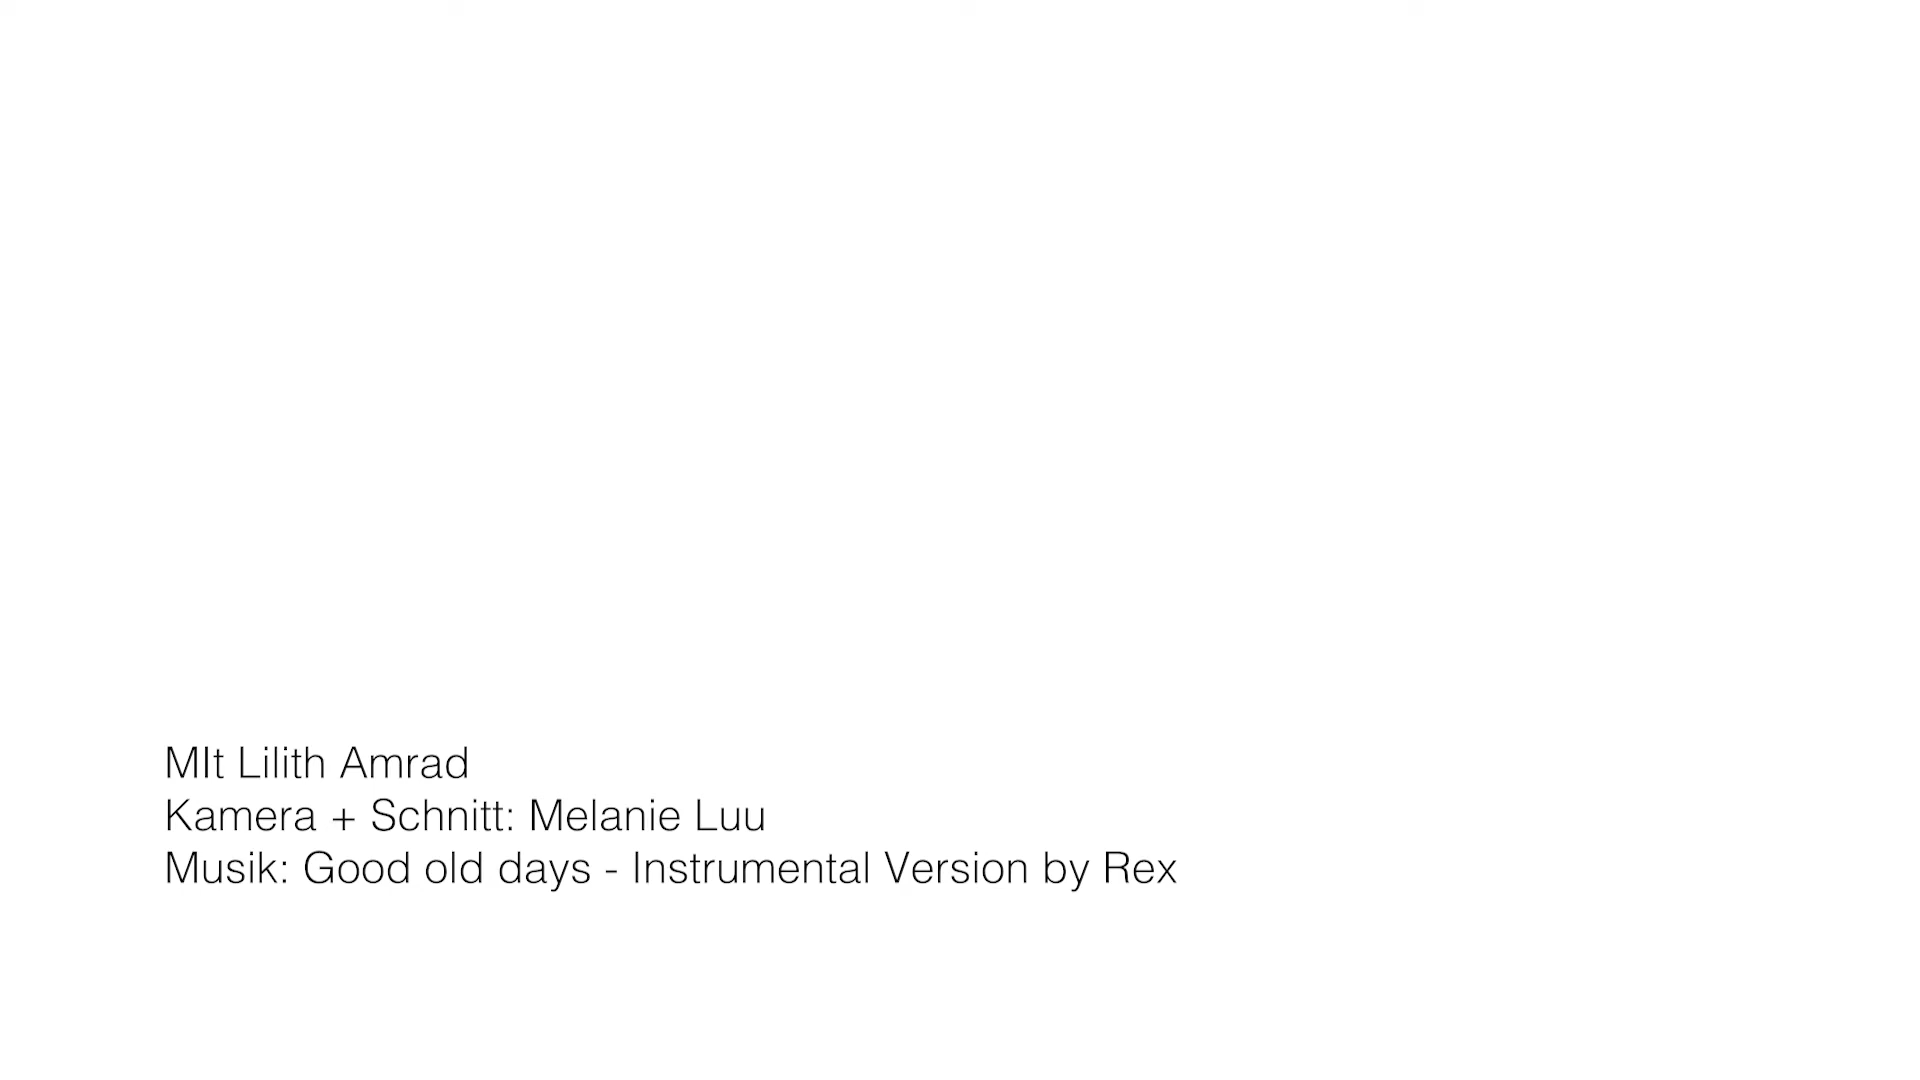 MIt Lilith Amrad
Kamera + Schnitt: Melanie Luu
Musik: Good old days - Instrumental Version by Rex